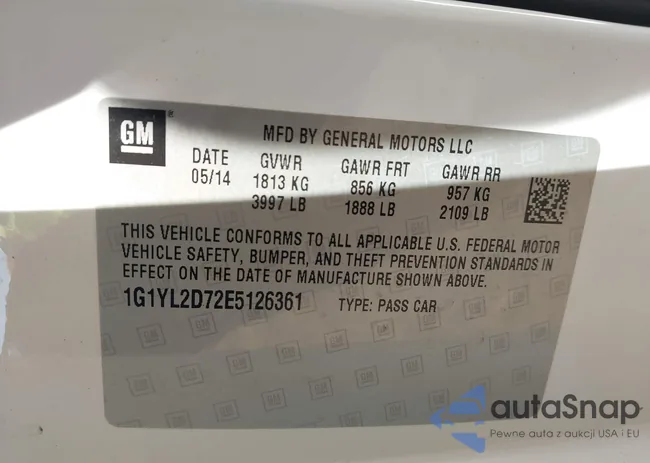 GM
MFD BY GENERAL MOTORS LLC
DATE GVWR GAWR FRT GAWR RR
05/14 1813 KG 856 KG 957 KG
3997 LB 1888 LB 2109 LB
THIS VEHICLE CONFORMS TO ALL APPLICABLE U.S. FEDERAL MOTOR
VEHICLE SAFETY, BUMPER, AND THEFT PREVENTION STANDARDS IN
EFFECT ON THE DATE OF MANUFACTURE SHOWN ABOVE.
1G1YL2D72E5126361 TYPE: PASS CAR
autaSnap
Pewne auta z aukcji USA i EU